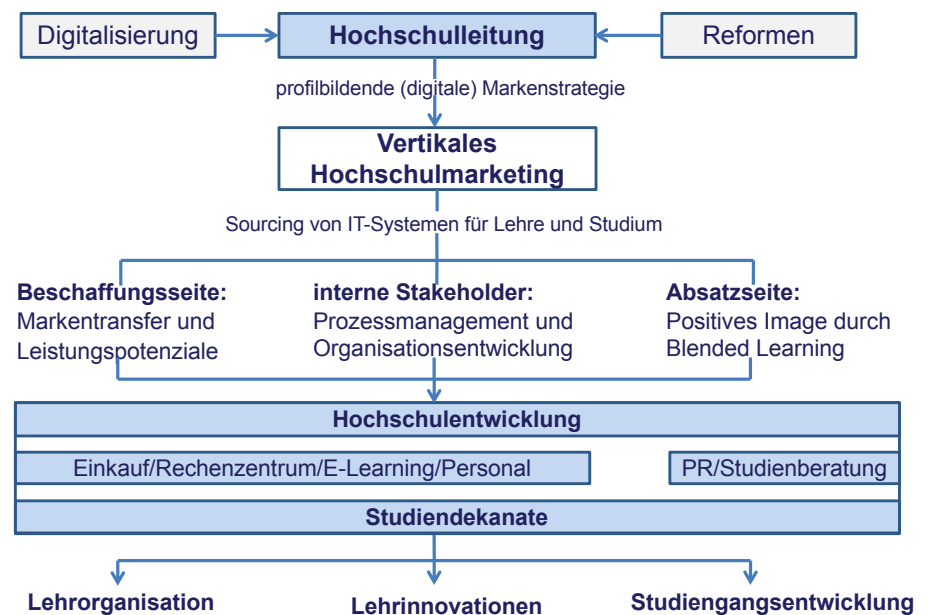 Digitalisierung
Hochschulleitung
Reformen
profilbildende (digitale) Markenstrategie
Vertikales
Hochschulmarketing
Sourcing von IT-Systemen für Lehre und Studium
Beschaffungsseite:
Markentransfer und
Leistungspotenziale
interne Stakeholder:
Prozessmanagement und
Organisationsentwicklung
Absatzseite:
Positives Image durch
Blended Learning
Hochschulentwicklung
Einkauf/Rechenzentrum/E-Learning/Personal
PR/Studienberatung
Studiendekanate
Lehrorganisation
Lehrinnovationen
Studiengangsentwicklung